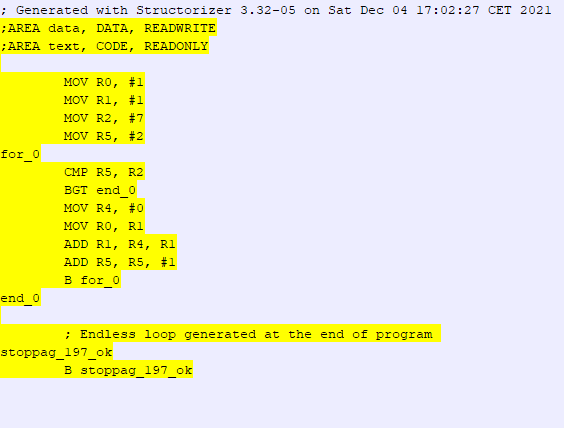 ; Generated with Structorizer 3.32-05 on Sat Dec 04 17:02:27 CET 2021
;AREA data, DATA, READWRITE
;AREA text, CODE, READONLY
MOV R0, #1
MOV R1, #1
MOV R2, #7
MOV R5, #2
for_0
CMP R5, R2
BGT end_0
MOV R4, #0
MOV R0, R1
ADD R1, R4, R1
ADD R5, R5, #1
B for_0
end_0
; Endless loop generated at the end of program
stoppag_197_ok
B stoppag_197_ok